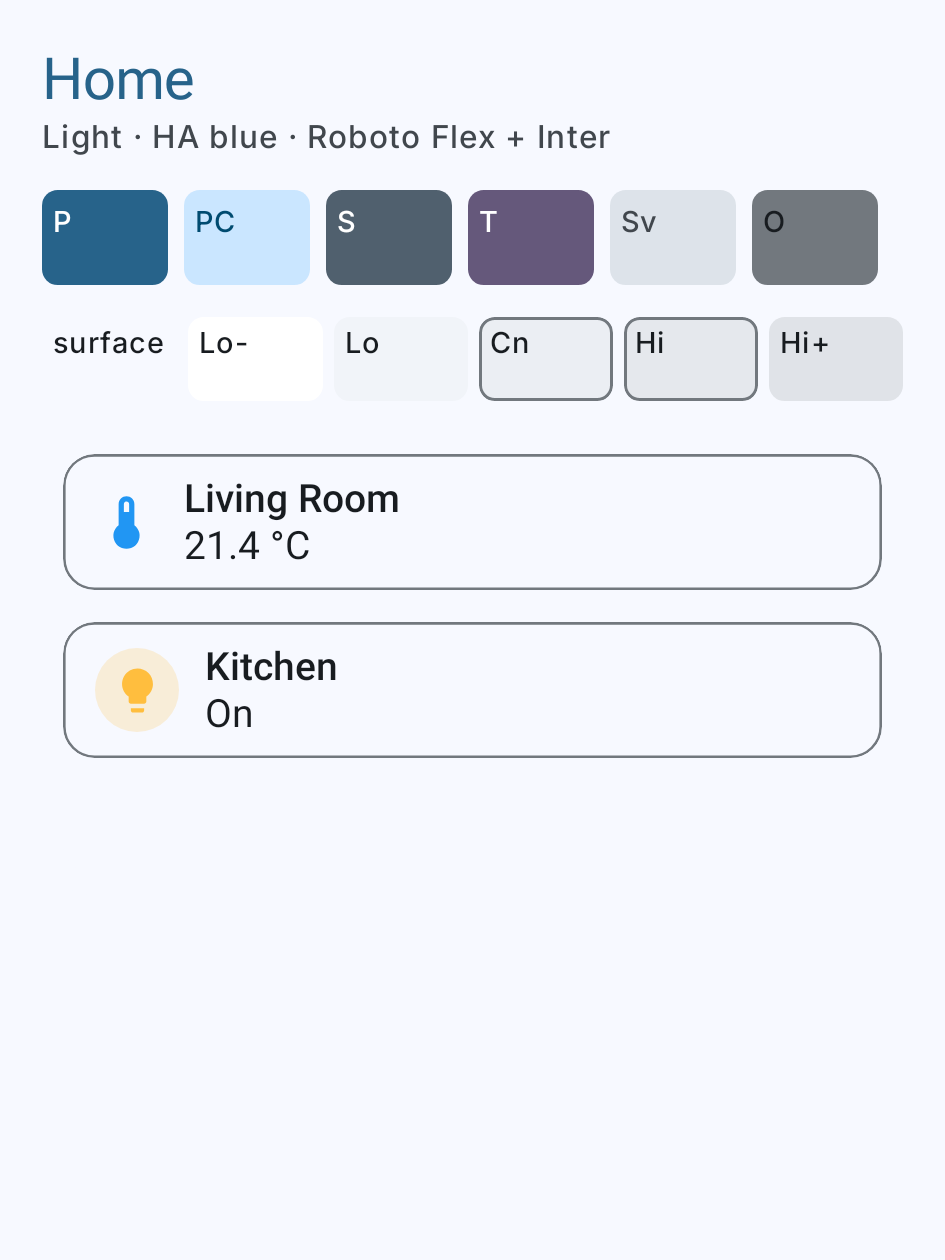 Home
Light · HA blue · Roboto Flex + Inter
P PC S T Sv O
surface Lo- Lo Cn Hi Hi+
Living Room
21.4 °C
Kitchen
On